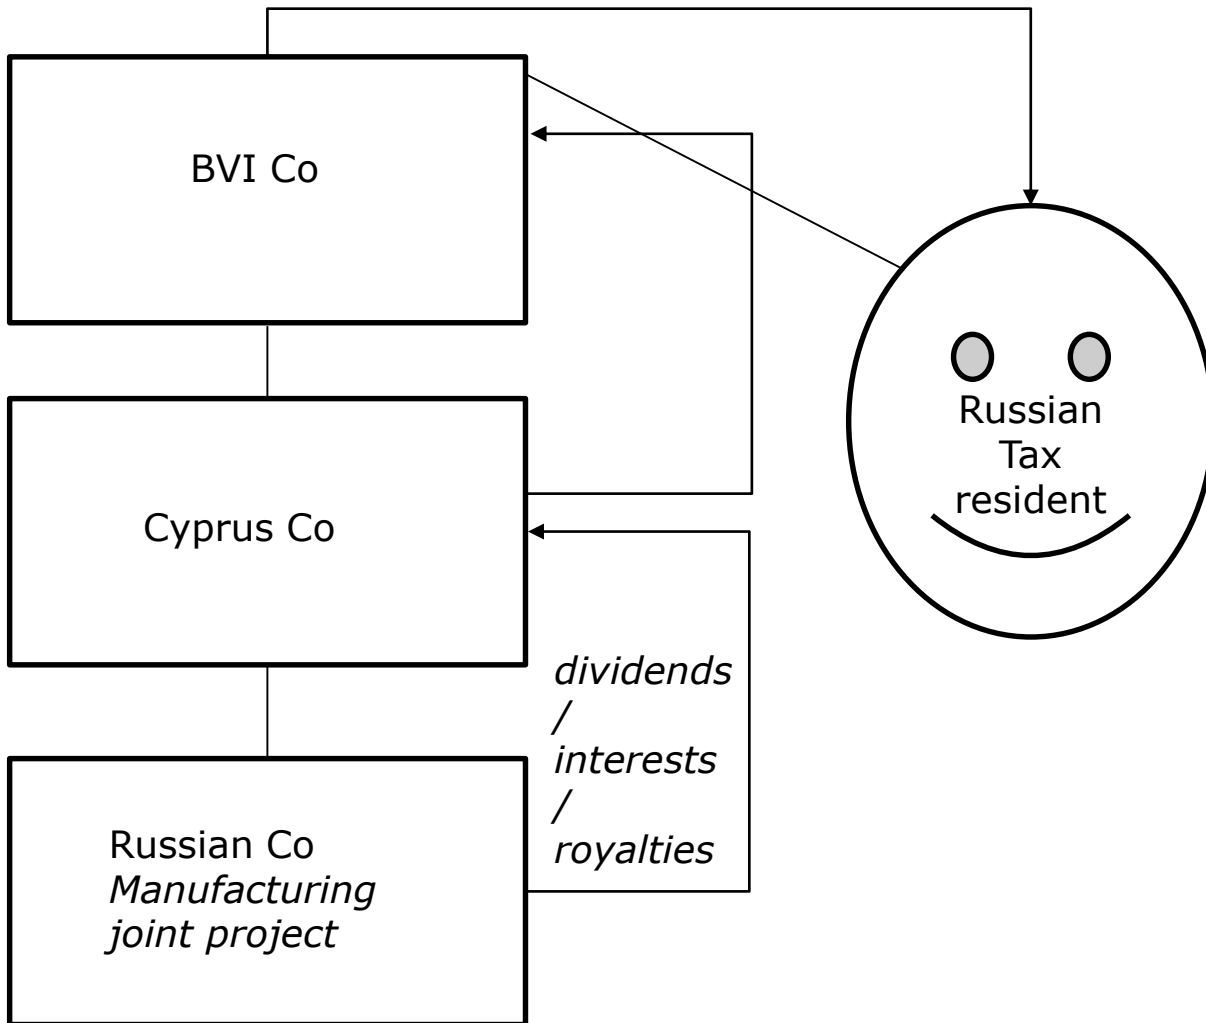 BVI Co
Russian
Tax
resident
Cyprus Co
dividends
/
interests
/
royalties
Russian Co
Manufacturing
joint project